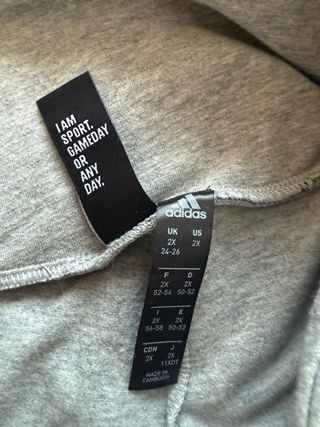 I AM
SPORT.
GAMEDAY
OR
ANY
DAY.
adidas
UK US
2X 2X
24-26
F D
2X 2X
52-54 50-52
I E
2X 2X
56-58 50-52
CDN J
2X 2X
11XOT
MADE IN
CAMBODIA